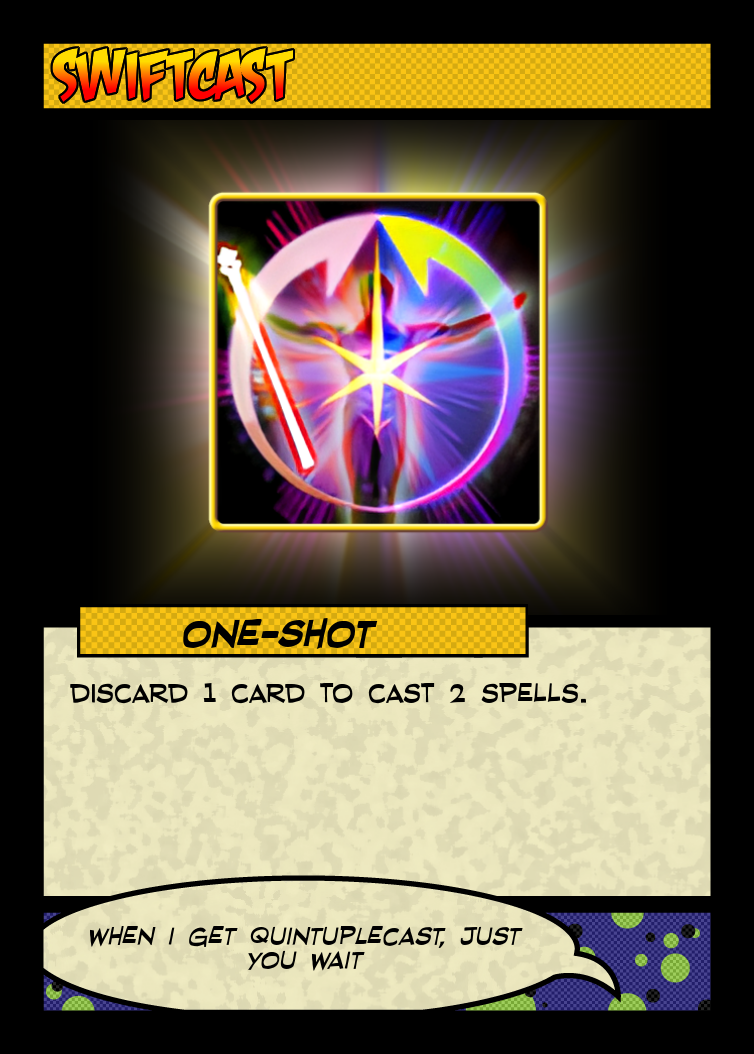 SWIFTCAST
ONE-SHOT
DISCARD 1 CARD TO CAST 2 SPELLS.
WHEN I GET QUINTUPLECAST, JUST
YOU WAIT